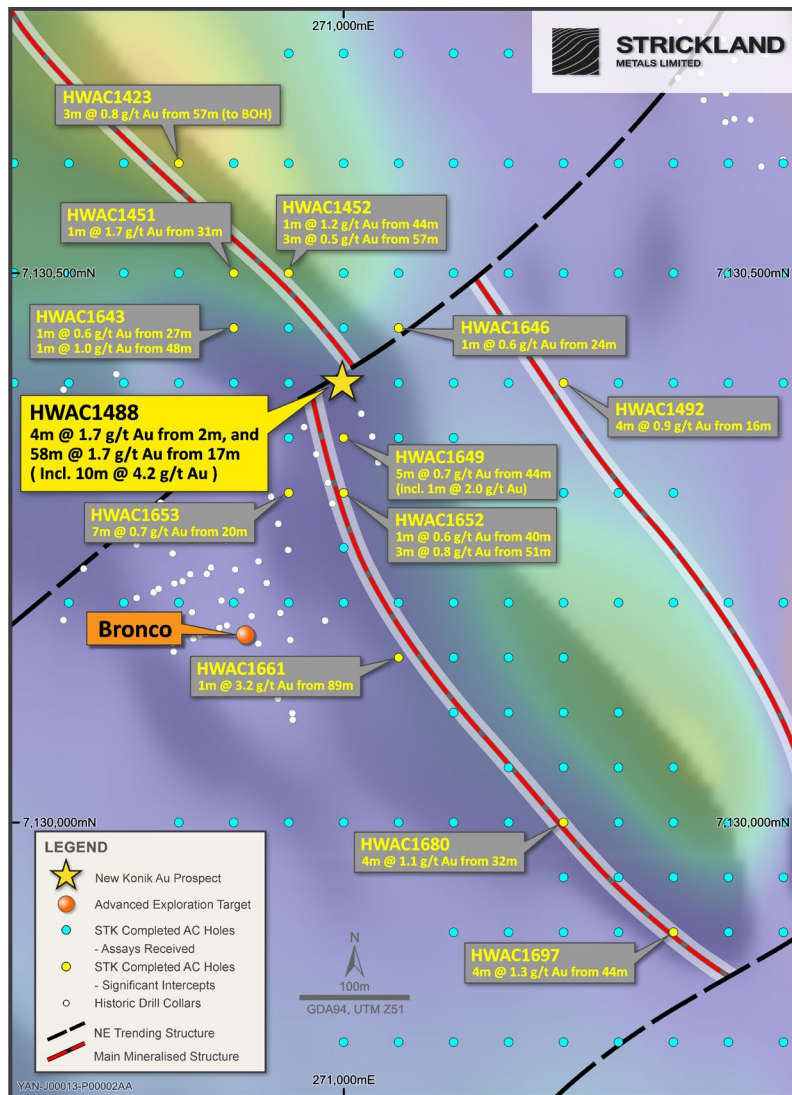 271,000mE
STRICKLAND
METALS LIMITED
HWAC1423
3m @ 0.8 g/t Au from 57m (to BOH)
HWAC1451
1m @ 1.7 g/t Au from 31m
HWAC1452
1m @ 1.2 g/t Au from 44m
3m @ 0.5 g/t Au from 57m
7,130,500mN
7,130,500mN
HWAC1643
1m @ 0.6 g/t Au from 27m
1m @ 1.0 g/t Au from 48m
HWAC1646
1m @ 0.6 g/t Au from 24m
HWAC1488
4m @ 1.7 g/t Au from 2m, and
58m @ 1.7 g/t Au from 17m
( Incl. 10m @ 4.2 g/t Au )
HWAC1492
4m @ 0.9 g/t Au from 16m
HWAC1649
5m @ 0.7 g/t Au from 44m
(incl. 1m @ 2.0 g/t Au)
HWAC1653
7m @ 0.7 g/t Au from 20m
HWAC1652
1m @ 0.6 g/t Au from 40m
3m @ 0.8 g/t Au from 51m
Bronco
HWAC1661
1m @ 3.2 g/t Au from 89m
7,130,000mN
7,130,000mN
HWAC1680
4m @ 1.1 g/t Au from 32m
HWAC1697
4m @ 1.3 g/t Au from 44m
LEGEND
New Konik Au Prospect
Advanced Exploration Target
STK Completed AC Holes
- Assays Received
STK Completed AC Holes
- Significant Intercepts
Historic Drill Collars
NE Trending Structure
Main Mineralised Structure
N
100m
GDA94, UTM Z51
YAN-J00013-P00002AA
271,000mE